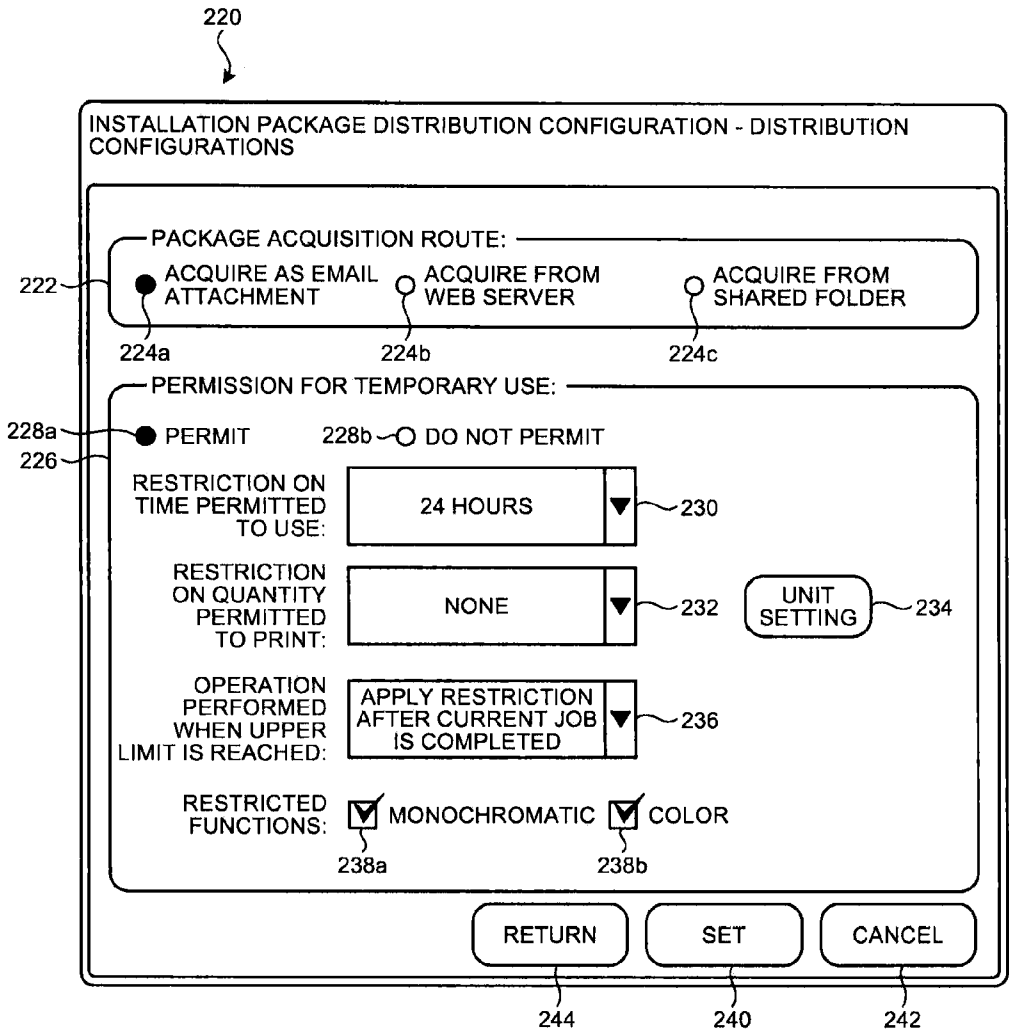 220
INSTALLATION PACKAGE DISTRIBUTION CONFIGURATION - DISTRIBUTION
CONFIGURATIONS
PACKAGE ACQUISITION ROUTE:
222
ACQUIRE AS EMAIL
ATTACHMENT
ACQUIRE FROM
WEB SERVER
ACQUIRE FROM
SHARED FOLDER
224a
224b
224c
PERMISSION FOR TEMPORARY USE:
228a
PERMIT
228b
DO NOT PERMIT
226
RESTRICTION ON
TIME PERMITTED
TO USE:
24 HOURS
230
RESTRICTION
ON QUANTITY
PERMITTED
TO PRINT:
NONE
232
UNIT
SETTING
234
OPERATION
PERFORMED
WHEN UPPER
LIMIT IS REACHED:
APPLY RESTRICTION
AFTER CURRENT JOB
IS COMPLETED
236
RESTRICTED
FUNCTIONS:
MONOCHROMATIC
COLOR
238a
238b
RETURN
SET
CANCEL
244
240
242